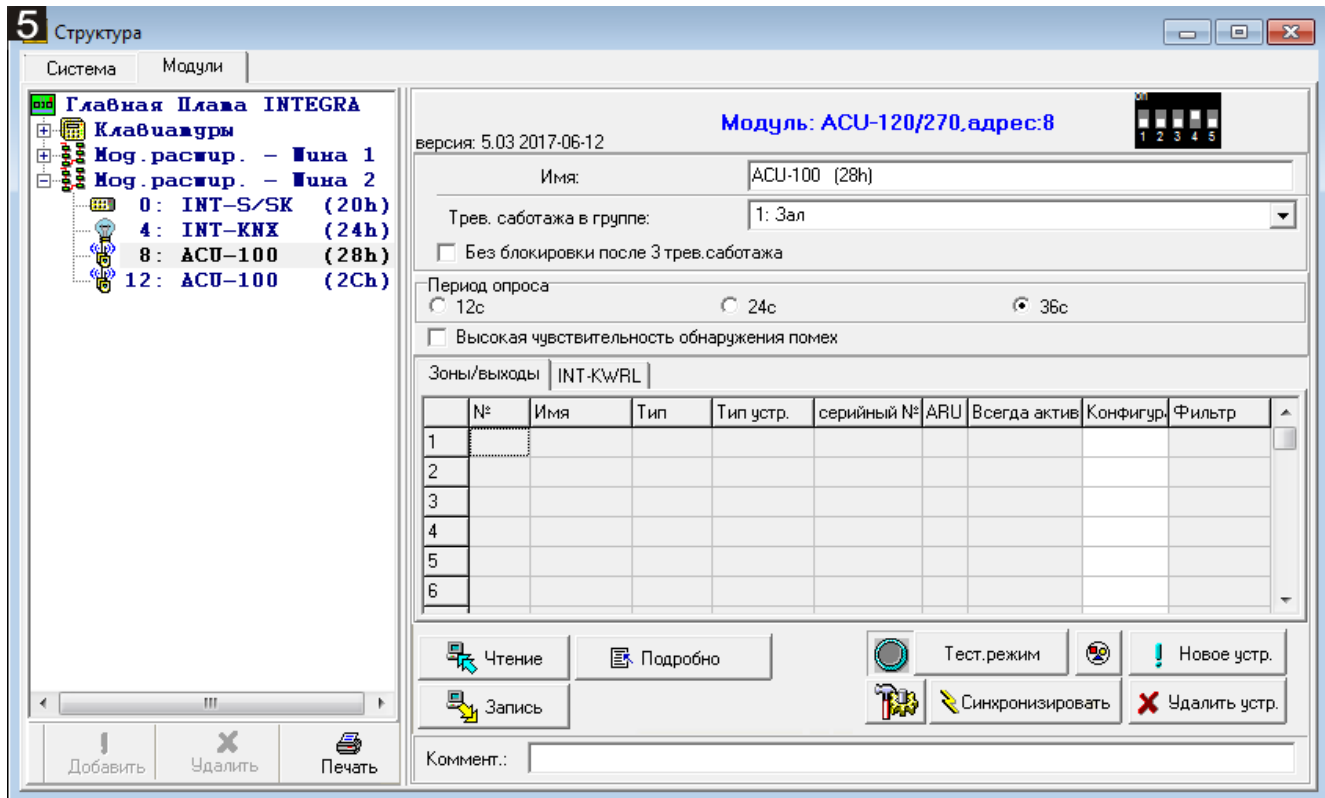 5
Структура
Система Модули
Главная Плата INTEGRA
Клавиатуры
Мод.расшир. - Шина 1
Мод.расшир. - Шина 2
0: INT-S/SK (20h)
4: INT-KNX (24h)
8: ACU-100 (28h)
12: ACU-100 (2Ch)
Добавить Удалить Печать
версия: 5.03 2017-06-12
Модуль: ACU-120/270,адрес:8
1 2 3 4 5
Имя: ACU-100 (28h)
Трев. саботажа в группе: 1: Зал
Без блокировки после 3 трев.саботажа
Период опроса
12с 24с 36с
Высокая чувствительность обнаружения помех
Зоны/выходы INT-KWRL
№ Имя Тип Тип устр. серийный № ARU Всегда актив Конфигур. Фильтр
1
2
3
4
5
6
Чтение Подробно Тест.режим Новое устр.
Запись Синхронизировать Удалить устр.
Коммент.: